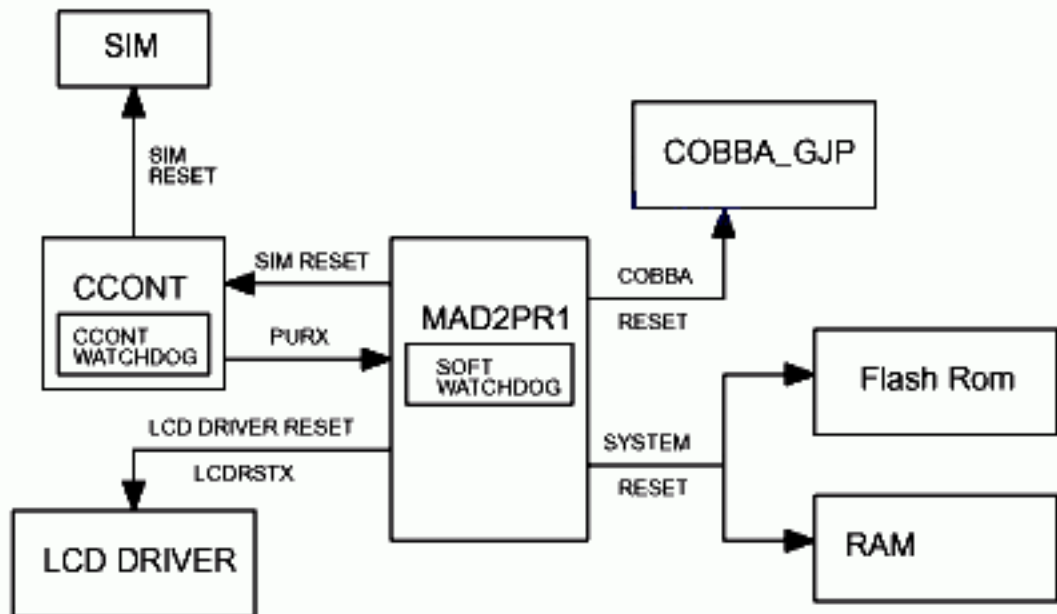 SIM
SIM
RESET
COBBA_GJP
SIM RESET
CCONT
CCONT
WATCHDOG
PURX
MAD2PR1
SOFT
WATCHDOG
COBBA
RESET
Flash Rom
LCD DRIVER RESET
LCDRSTX
SYSTEM
RESET
LCD DRIVER
RAM